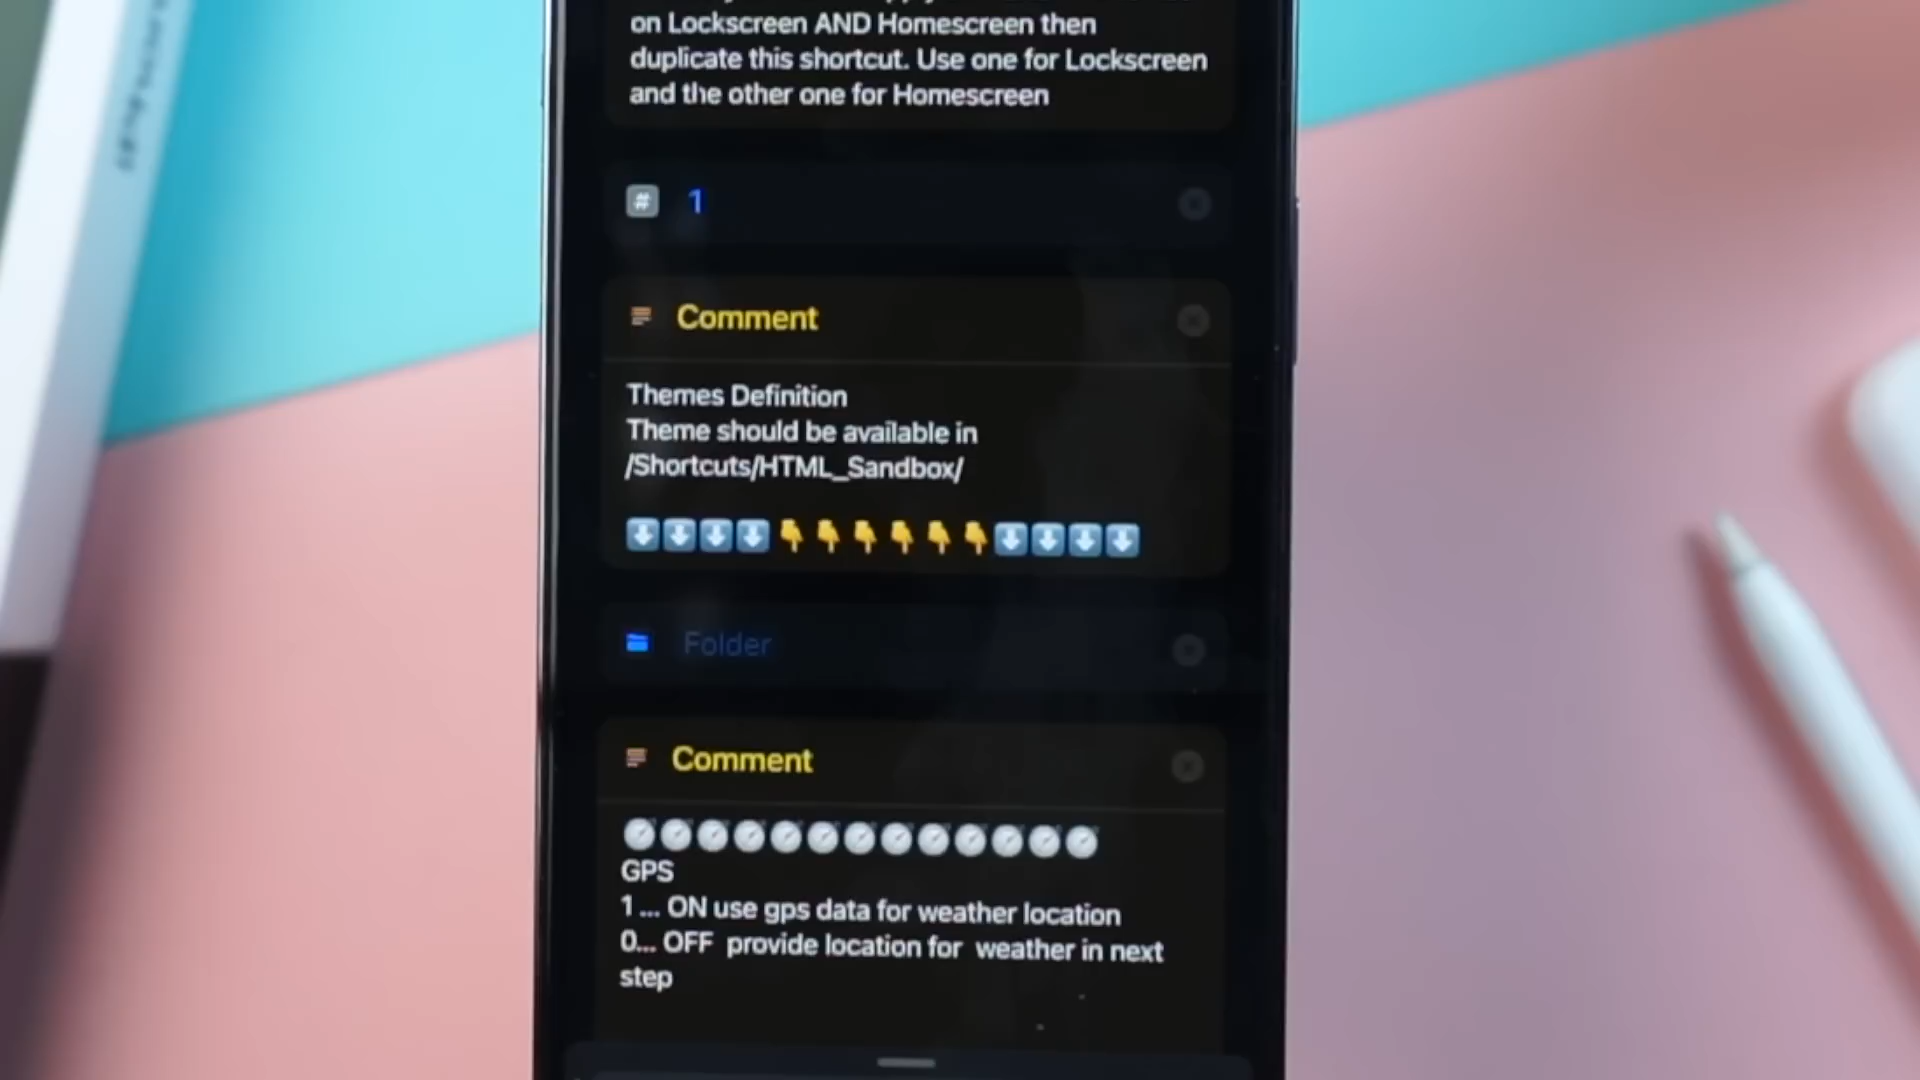 on Lockscreen AND Homescreen then
duplicate this shortcut. Use one for Lockscreen
and the other one for Homescreen
1
Comment
Themes Definition
Theme should be available in
/Shortcuts/HTML_Sandbox/
Folder
Comment
GPS
1... ON use gps data for weather location
0... OFF provide location for weather in next
step